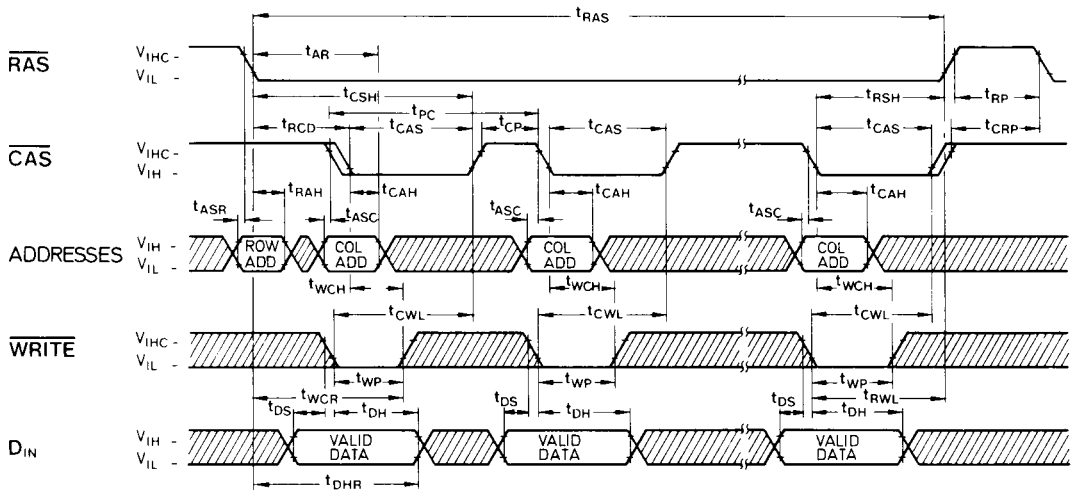 tRAS
RAS
VIHC
VIL
tAR
tCSH
tPC
tRSH
tRP
tRCD
tCAS
tCP
tCAS
tCAS
tCRP
CAS
VIHC
VIH
tRAH
tCAH
tCAH
tCAH
tASR
tASC
tASC
tASC
ADDRESSES
VIH
VIL
ROW ADD
COL ADD
COL ADD
COL ADD
tWCH
tWCH
tWCH
tCWL
tCWL
tCWL
WRITE
VIHC
VIL
tWP
tWP
tWP
tWCR
tRWL
tDS
tDH
tDS
tDH
tDS
tDH
DIN
VIH
VIL
VALID DATA
VALID DATA
VALID DATA
tDHR